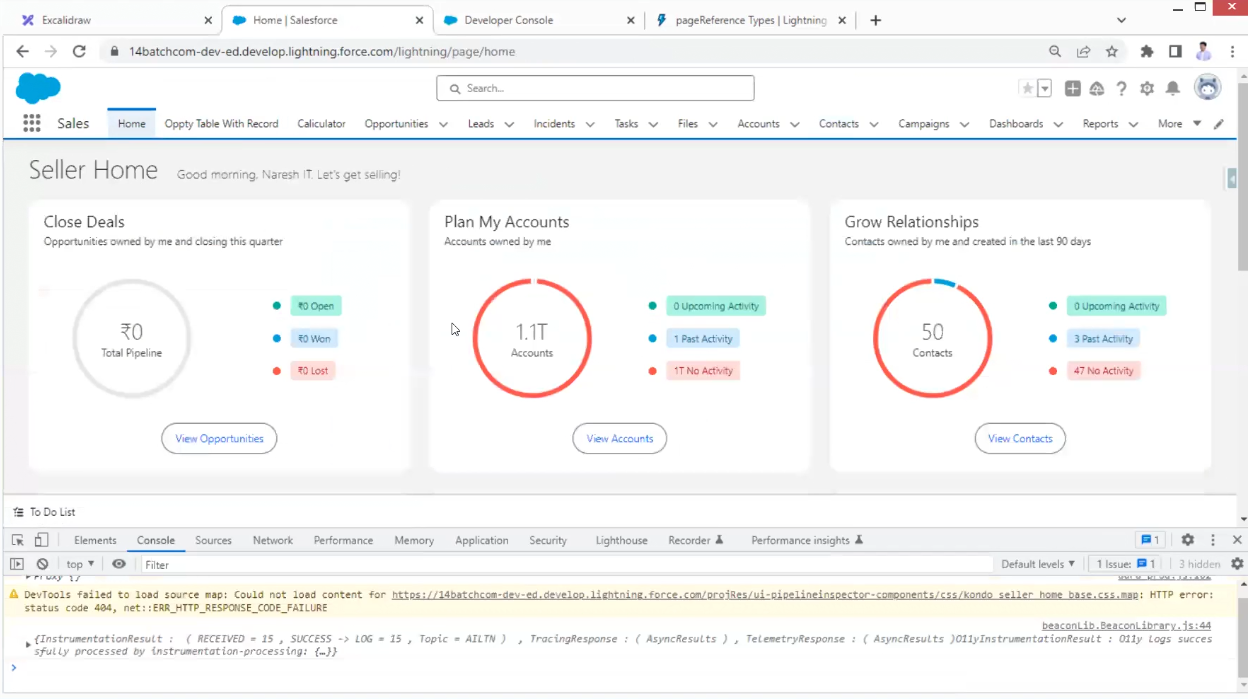 Excalidraw
Home | Salesforce
Developer Console
pageReference Types | Lightning
14batchcom-dev-ed.develop.lightning.force.com/lightning/page/home
Search...
Sales
Home
Oppty Table With Record
Calculator
Opportunities
Leads
Incidents
Tasks
Files
Accounts
Contacts
Campaigns
Dashboards
Reports
More
Seller Home
Good morning, Naresh IT. Let's get selling!
Close Deals
Opportunities owned by me and closing this quarter
₹0
Total Pipeline
₹0 Open
₹0 Won
₹0 Lost
View Opportunities
Plan My Accounts
Accounts owned by me
1.1T
Accounts
0 Upcoming Activity
1 Past Activity
1T No Activity
View Accounts
Grow Relationships
Contacts owned by me and created in the last 90 days
50
Contacts
0 Upcoming Activity
3 Past Activity
47 No Activity
View Contacts
To Do List
Elements
Console
Sources
Network
Performance
Memory
Application
Security
Lighthouse
Recorder
Performance insights
1
top
Filter
Default levels
1 Issue: 1
3 hidden
Proxy {}
DevTools failed to load source map: Could not load content for https://14batchcom-dev-ed.develop.lightning.force.com/projRes/ui-pipelineinspector-components/css/kondo_seller_home_base.css.map: HTTP error:
status code 404, net::ERR_HTTP_RESPONSE_CODE_FAILURE
beaconLib.BeaconLibrary.js:44
{InstrumentationResult : ( RECEIVED = 15 , SUCCESS -> LOG = 15 , Topic = AILTN ) , TracingResponse : ( AsyncResults ) , TelemetryResponse : ( AsyncResults )O11yInstrumentationResult : O11y Logs succes
sfully processed by instrumentation-processing: {…}}